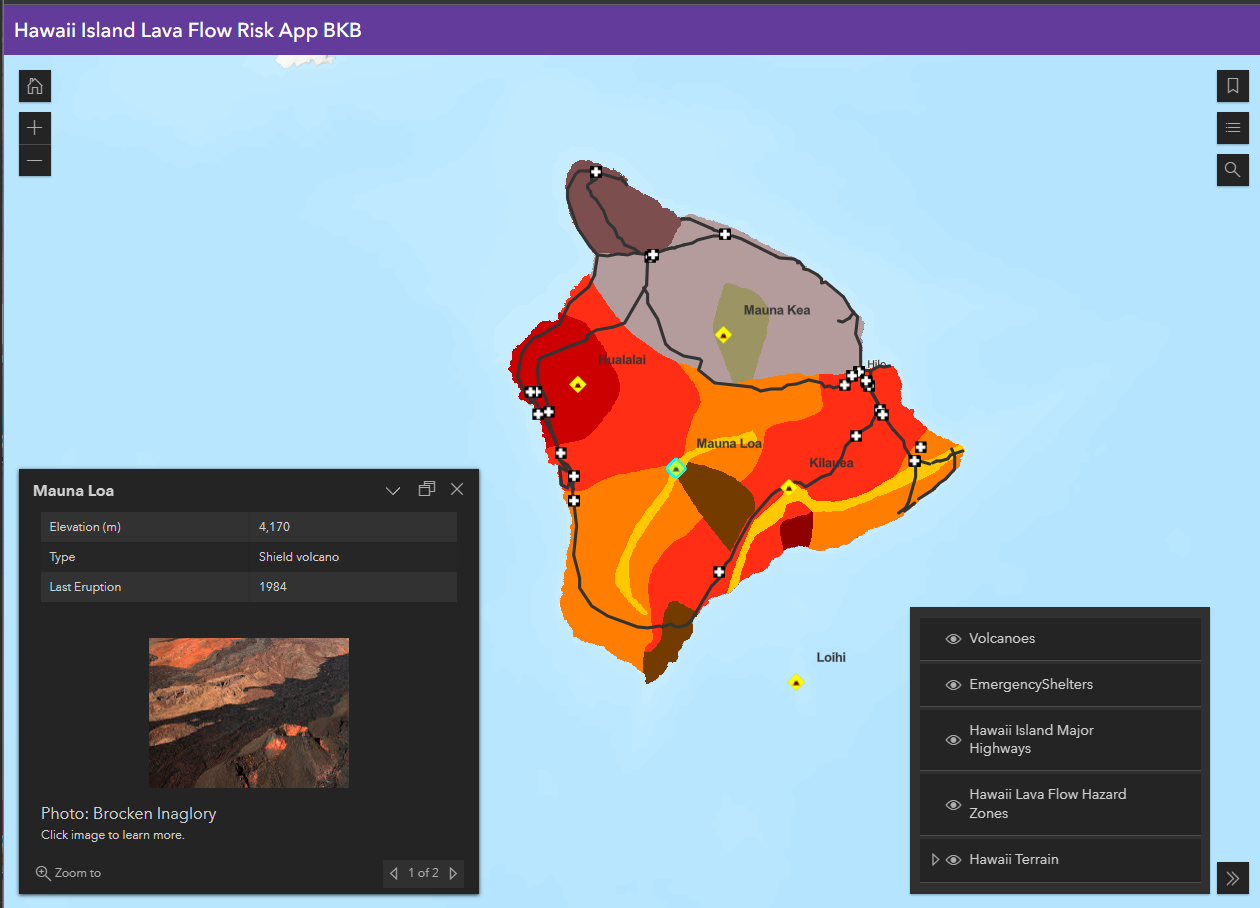 Hawaii Island Lava Flow Risk App BKB
Mauna Kea
Hualalai
Hilo
Mauna Loa
Kilauea
Loihi
Mauna Loa
Elevation (m) 4,170
Type Shield volcano
Last Eruption 1984
Photo: Brocken Inaglory
Click image to learn more.
Zoom to
1 of 2
Volcanoes
EmergencyShelters
Hawaii Island Major
Highways
Hawaii Lava Flow Hazard
Zones
Hawaii Terrain